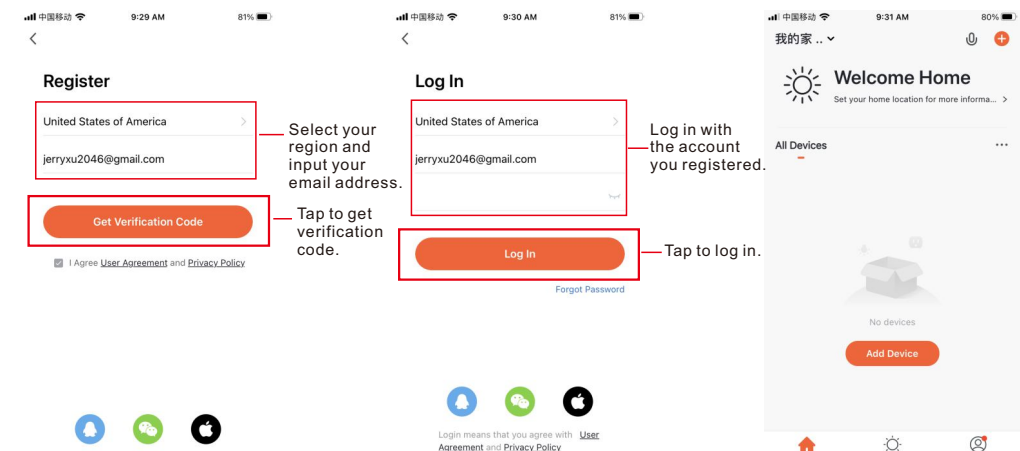 中国移动
9:29 AM
81%
Register
United States of America
jerryxu2046@gmail.com
Get Verification Code
I Agree User Agreement and Privacy Policy
Select your
region and
input your
email address.
Tap to get
verification
code.
中国移动
9:30 AM
81%
Log In
United States of America
jerryxu2046@gmail.com
Log In
Forgot Password
Login means that you agree with User
Agreement and Privacy Policy
Log in with
the account
you registered.
Tap to log in.
中国移动
9:31 AM
80%
我的家 ..
Welcome Home
Set your home location for more informa...
All Devices
No devices
Add Device